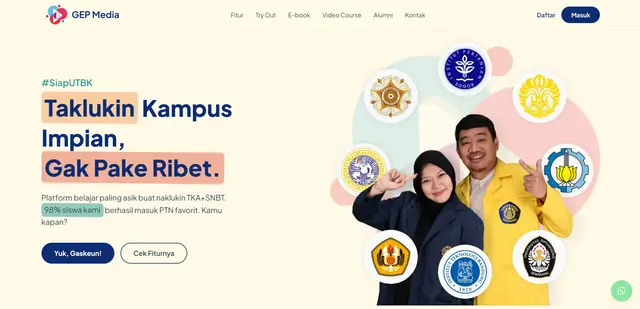 GEP Media
Fitur
Try Out
E-book
Video Course
Alumni
Kontak
Daftar
Masuk
#SiapUTBK
Taklukin Kampus
Impian,
Gak Pake Ribet.
Platform belajar paling asik buat naklukin TKA+SNBT.
98% siswa kami berhasil masuk PTN favorit. Kamu
kapan?
Yuk, Gaskeun!
Cek Fiturnya
INSTITUT PERTANIAN
BOGOR
INSTITUT TEKNOLOGI BANDUNG
1920